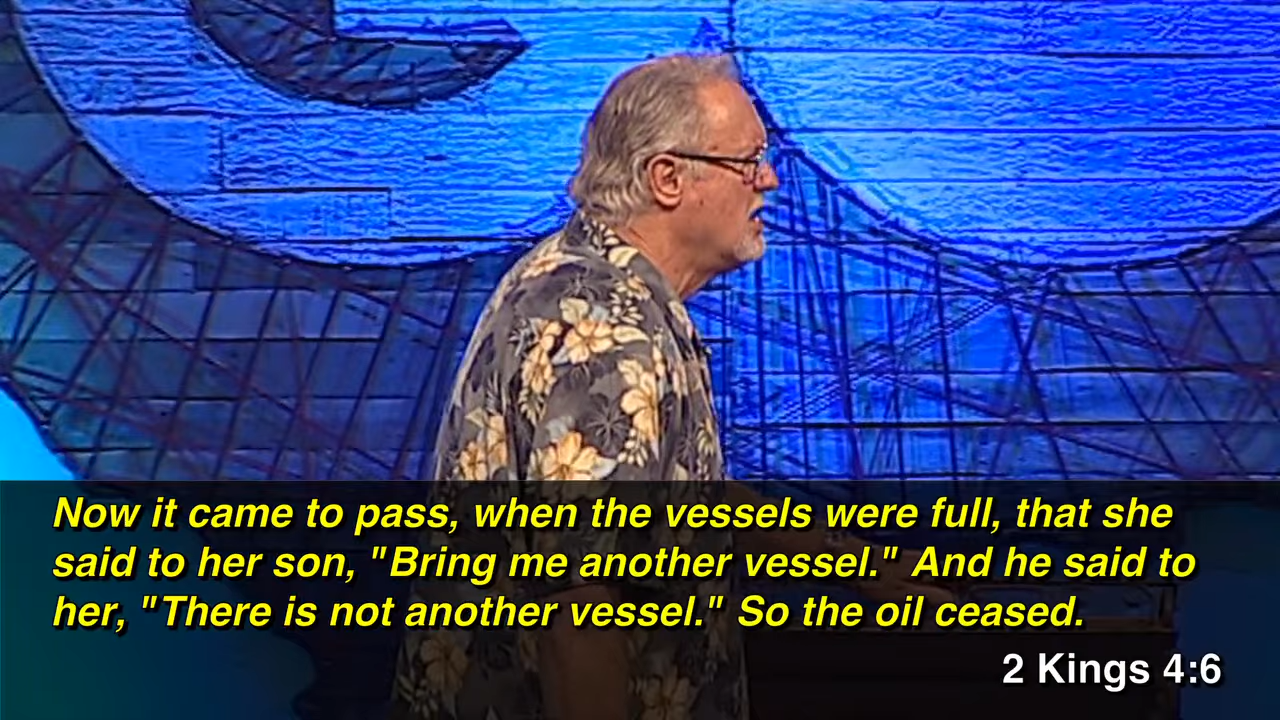 Now it came to pass, when the vessels were full, that she
said to her son, "Bring me another vessel." And he said to
her, "There is not another vessel." So the oil ceased.
2 Kings 4:6